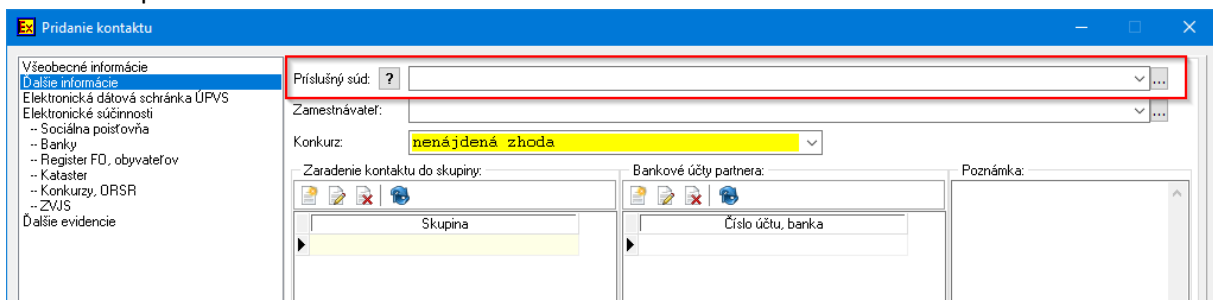 Ex Pridanie kontaktu
Všeobecné informácie
Ďalšie informácie
Elektronická dátová schránka ÚPVS
Elektronické súčinnosti
-- Sociálna poisťovňa
-- Banky
-- Register FO, obyvateľov
-- Kataster
-- Konkurzy, ORSR
-- ZVJS
Ďalšie evidencie
Príslušný súd: ? ...
Zamestnávateľ: ...
Konkurz: nenájdená zhoda
Zaradenie kontaktu do skupiny:
Skupina
Bankové účty partnera:
Číslo účtu, banka
Poznámka: